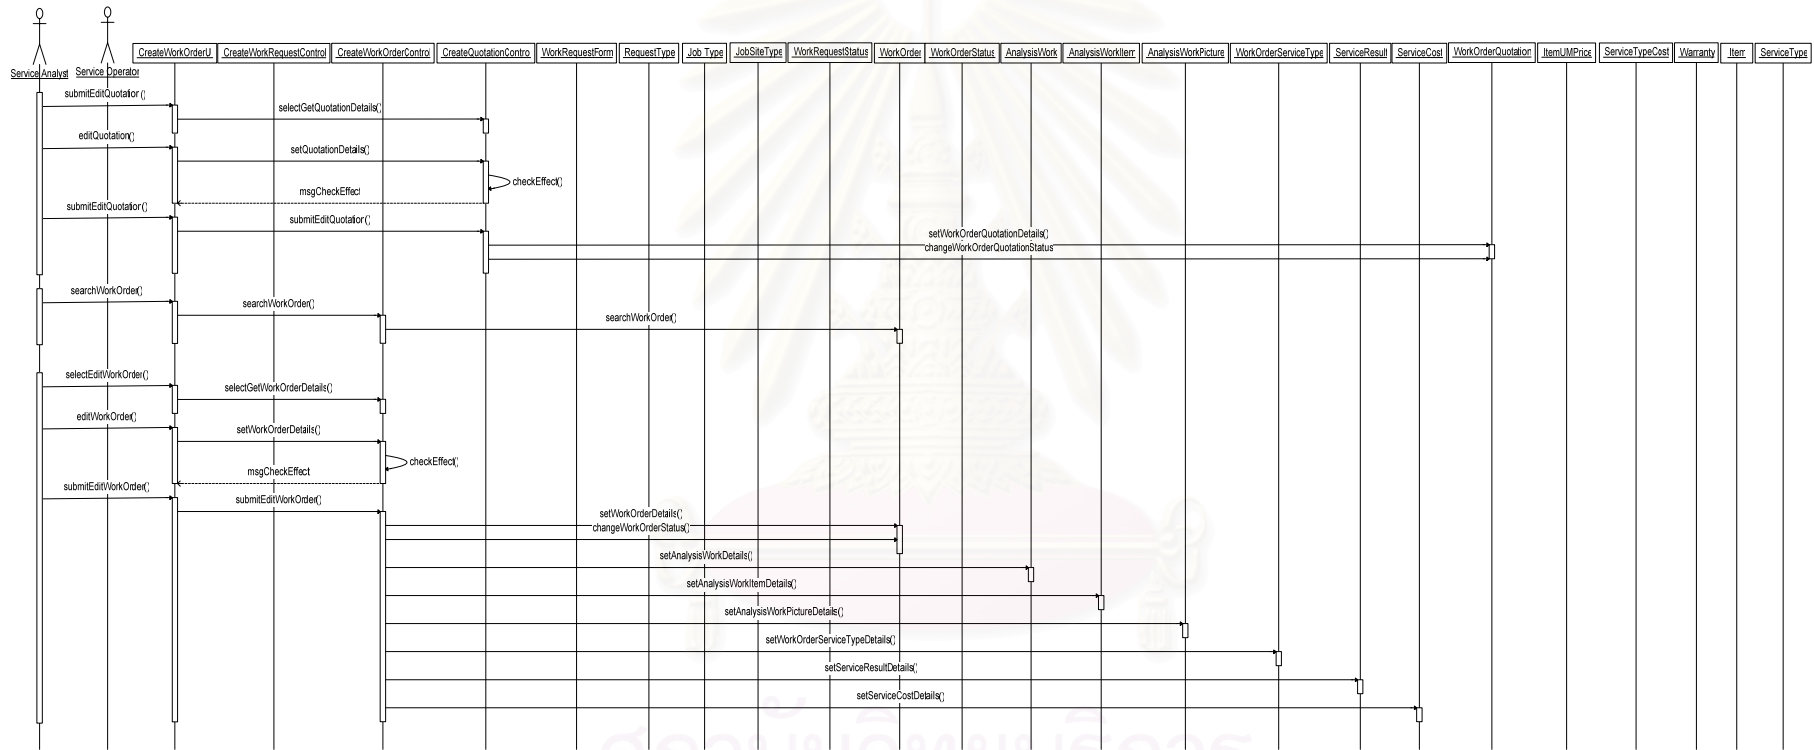 Service Analyst
Service Operator
CreateWorkOrderU
CreateWorkRequestControl
CreateWorkOrderControl
CreateQuotationContro
WorkRequestForm
RequestType
Job Type
JobSiteType
WorkRequestStatus
WorkOrder
WorkOrderStatus
AnalysisWork
AnalysisWorkItem
AnalysisWorkPicture
WorkOrderServiceType
ServiceResult
ServiceCost
WorkOrderQuotation
ItemUMPrice
ServiceTypeCost
Warranty
Item
ServiceType
submitEditQuotation()
selectGetQuotationDetails()
editQuotation()
setQuotationDetails()
checkEffect()
msgCheckEffect
submitEditQuotation()
submitEditQuotation()
setWorkOrderQuotationDetails()
changeWorkOrderQuotationStatus
searchWorkOrder()
searchWorkOrder()
searchWorkOrder()
selectEditWorkOrder()
selectGetWorkOrderDetails()
editWorkOrder()
setWorkOrderDetails()
checkEffect()
msgCheckEffect
submitEditWorkOrder()
submitEditWorkOrder()
setWorkOrderDetails()
changeWorkOrderStatus()
setAnalysisWorkDetails()
setAnalysisWorkItemDetails()
setAnalysisWorkPictureDetails()
setWorkOrderServiceTypeDetails()
setServiceResultDetails()
setServiceCostDetails()